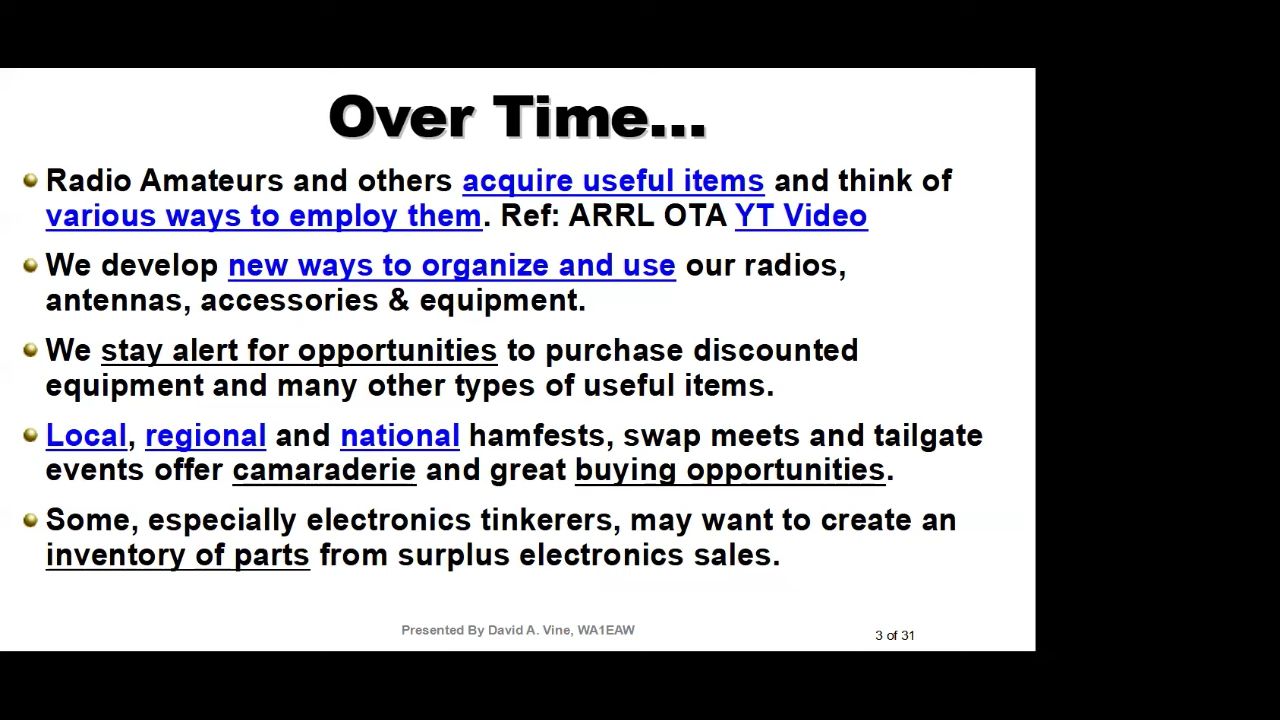 Over Time...
Radio Amateurs and others acquire useful items and think of
various ways to employ them. Ref: ARRL OTA YT Video
We develop new ways to organize and use our radios,
antennas, accessories & equipment.
We stay alert for opportunities to purchase discounted
equipment and many other types of useful items.
Local, regional and national hamfests, swap meets and tailgate
events offer camaraderie and great buying opportunities.
Some, especially electronics tinkerers, may want to create an
inventory of parts from surplus electronics sales.
Presented By David A. Vine, WA1EAW
3 of 31